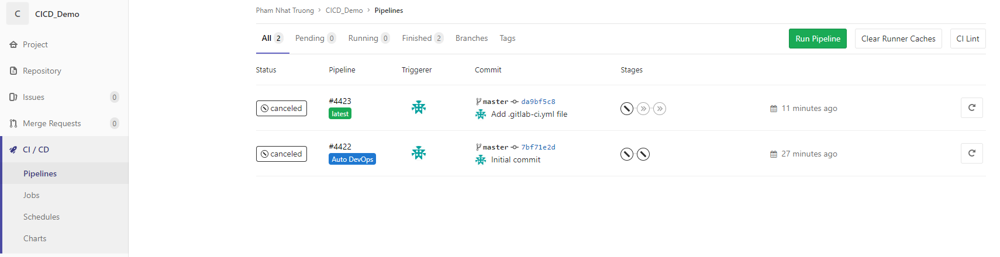 C CICD_Demo
Project
Repository
Issues 0
Merge Requests 0
CI / CD
Pipelines
Jobs
Schedules
Charts
Pham Nhat Truong > CICD_Demo > Pipelines
All 2 Pending 0 Running 0 Finished 2 Branches Tags Run Pipeline Clear Runner Caches CI Lint
Status Pipeline Triggerer Commit Stages
canceled #4423 latest master da9bf5c8 11 minutes ago
Add .gitlab-ci.yml file
canceled #4422 Auto DevOps master 7bf71e2d 27 minutes ago
Initial commit